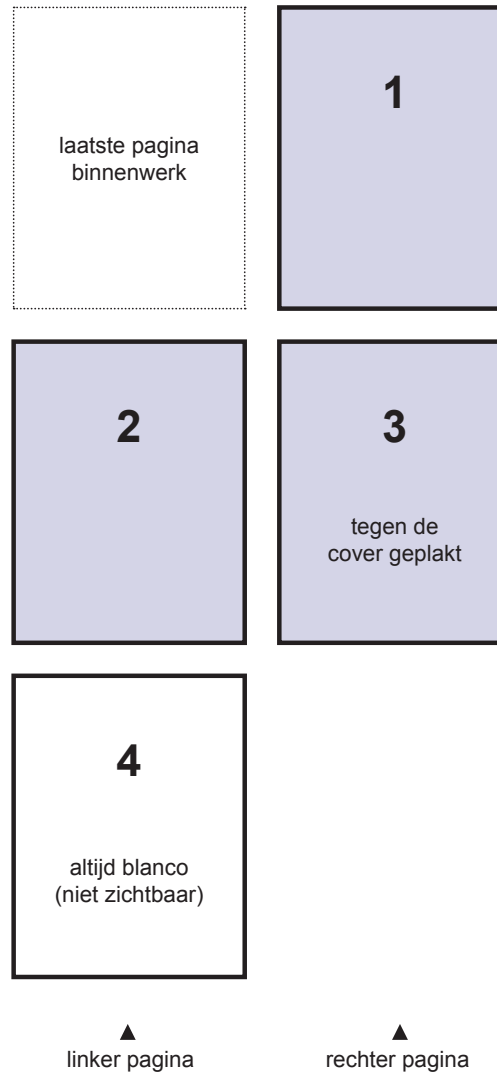 laatste pagina
binnenwerk
1
2
3
tegen de
cover geplakt
4
altijd blanco
(niet zichtbaar)
▲
linker pagina
▲
rechter pagina